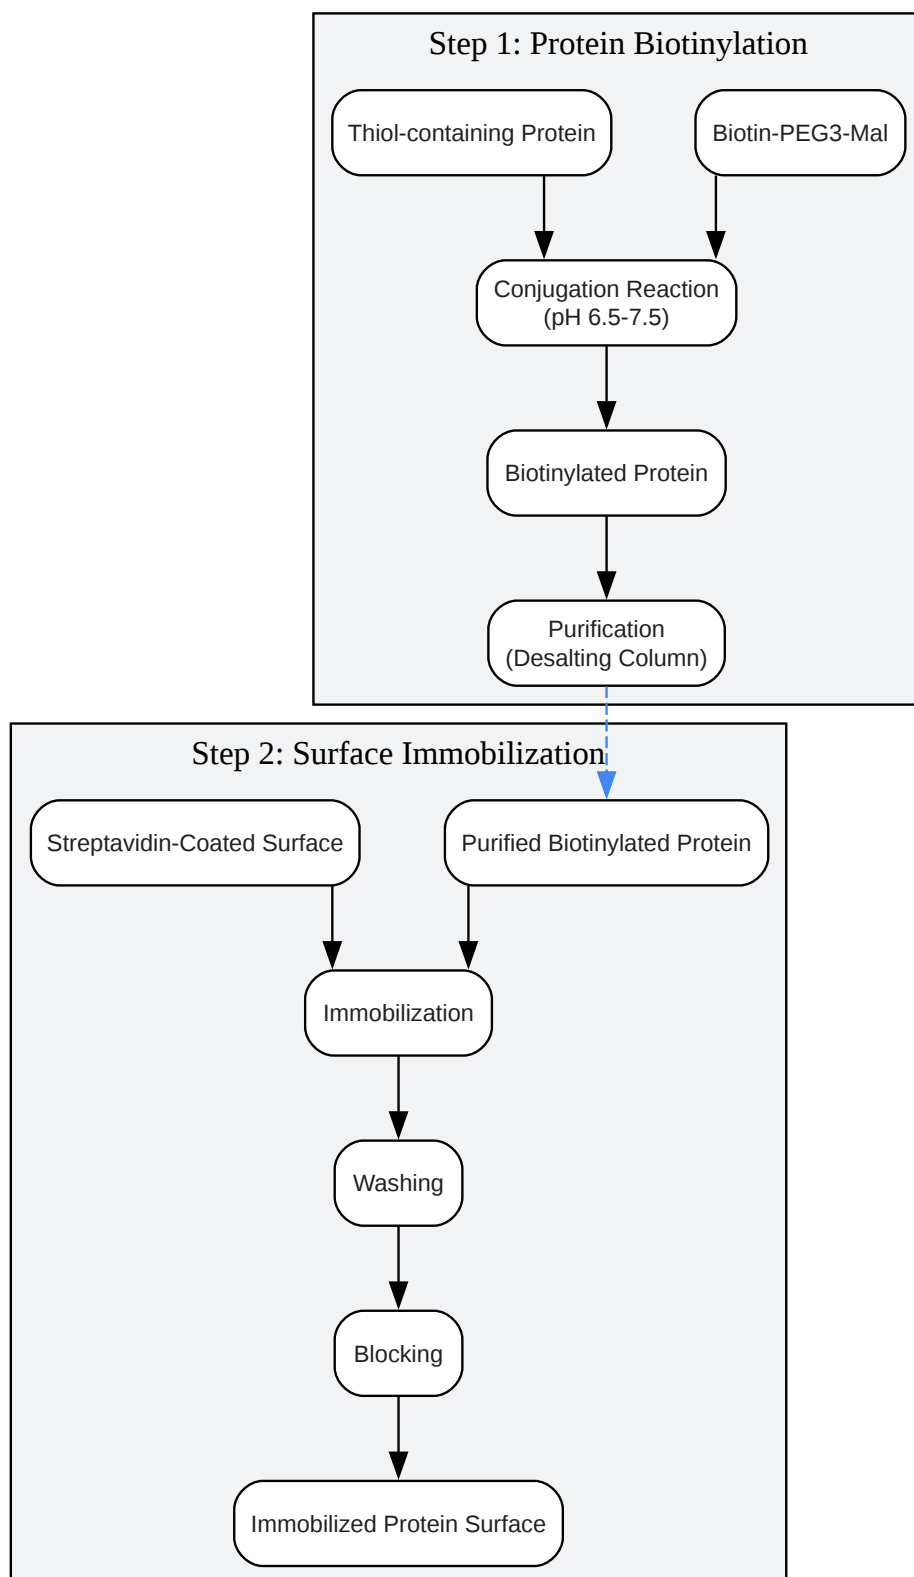 Step 1: Protein Biotinylation
Thiol-containing Protein
Biotin-PEG3-Mal
Conjugation Reaction
(pH 6.5-7.5)
Biotinylated Protein
Purification
(Desalting Column)
Step 2: Surface Immobilization
Streptavidin-Coated Surface
Purified Biotinylated Protein
Immobilization
Washing
Blocking
Immobilized Protein Surface